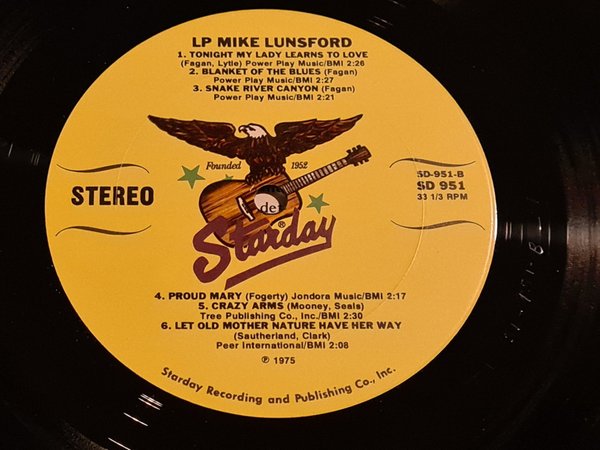 LP MIKE LUNSFORD
1. TONIGHT MY LADY LEARNS TO LOVE
(Fagan, Lytle) Power Play Music/BMI 2:26
2. BLANKET OF THE BLUES (Fagan)
Power Play Music/BMI 2:27
3. SNAKE RIVER CANYON (Fagan)
Power Play Music/BMI 2:21
Founded 1952
STEREO
SD-951-B
SD 951
33 1/3 RPM
de
Starday®
4. PROUD MARY (Fogerty) Jondora Music/BMI 2:17
5. CRAZY ARMS (Mooney, Seals)
Tree Publishing Co., Inc./BMI 2:30
6. LET OLD MOTHER NATURE HAVE HER WAY
(Sautherland, Clark)
Peer International/BMI 2:08
℗ 1975
Starday Recording and Publishing Co., Inc.